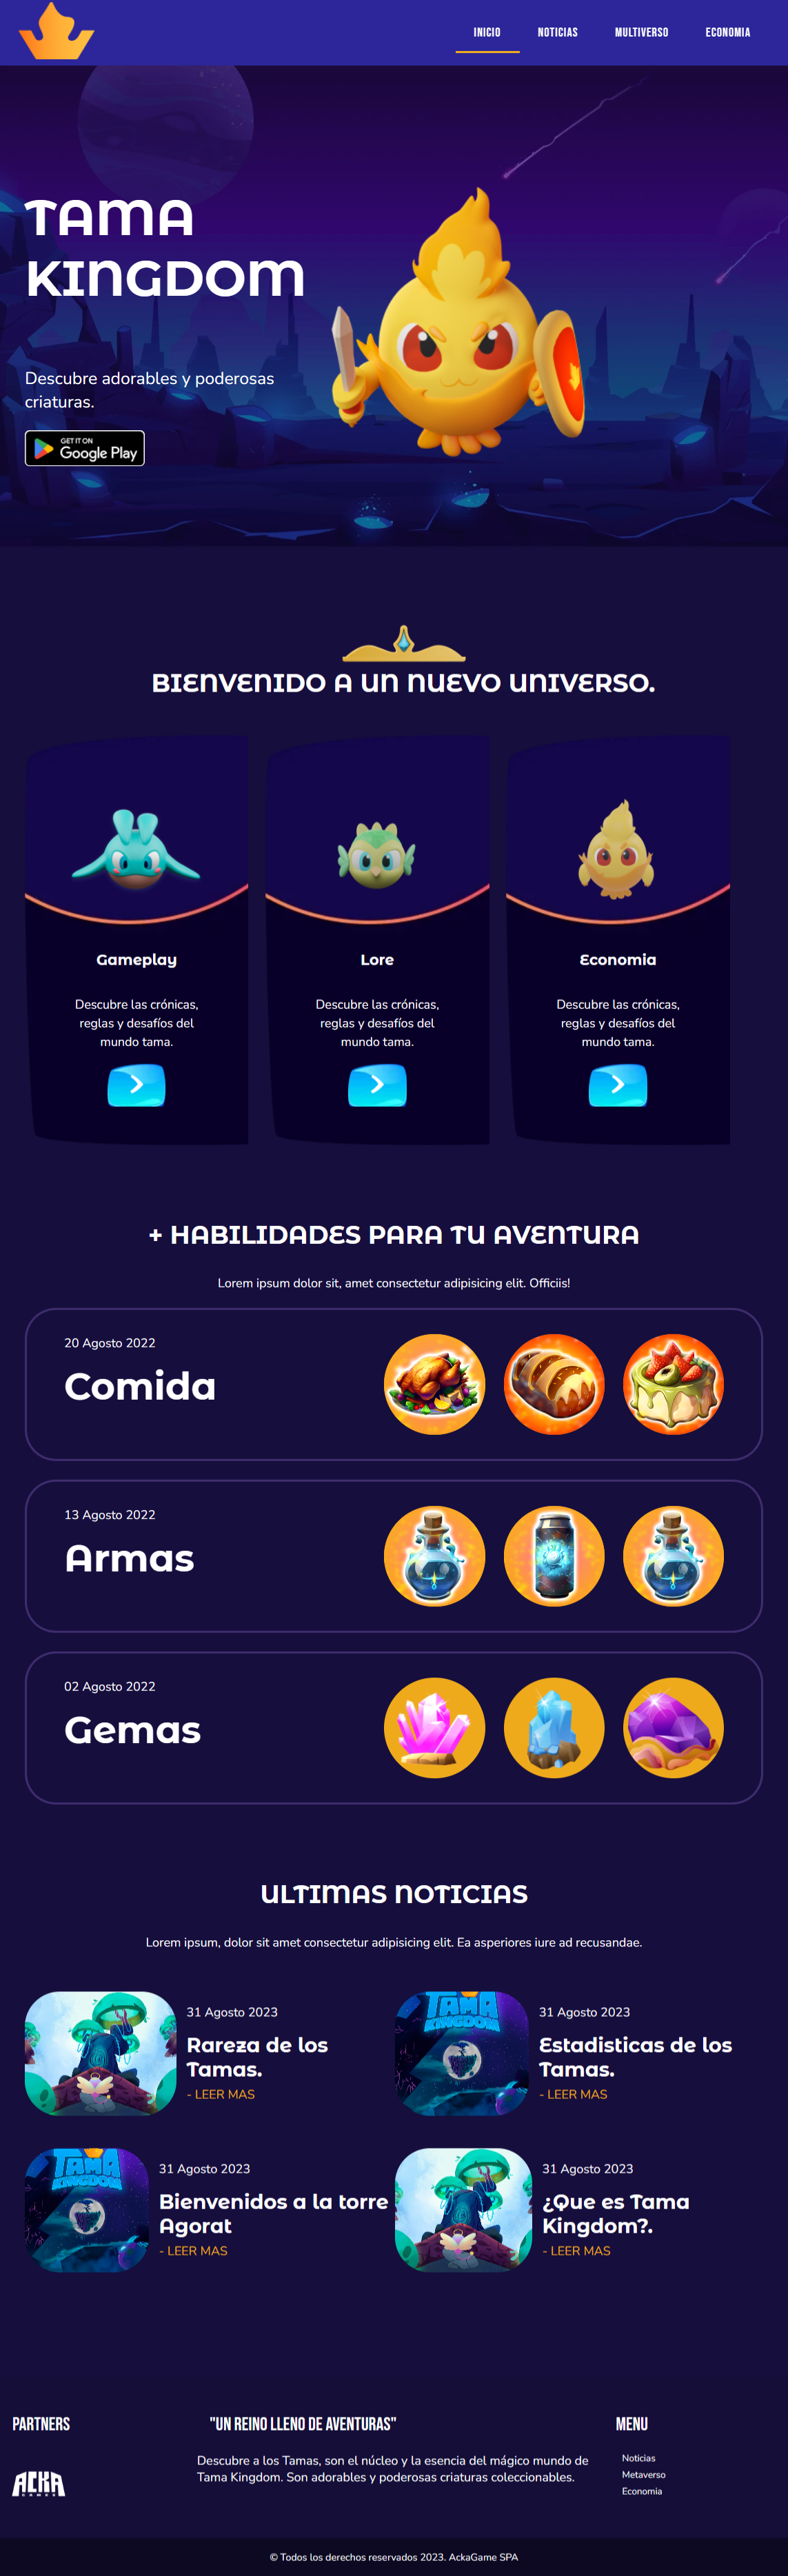 INICIO NOTICIAS MULTIVERSO ECONOMIA
TAMA
KINGDOM
Descubre adorables y poderosas
criaturas.
GET IT ON
Google Play
BIENVENIDO A UN NUEVO UNIVERSO.
Gameplay
Descubre las crónicas,
reglas y desafíos del
mundo tama.
Lore
Descubre las crónicas,
reglas y desafíos del
mundo tama.
Economia
Descubre las crónicas,
reglas y desafíos del
mundo tama.
+ HABILIDADES PARA TU AVENTURA
Lorem ipsum dolor sit, amet consectetur adipisicing elit. Officiis!
20 Agosto 2022
Comida
13 Agosto 2022
Armas
02 Agosto 2022
Gemas
ULTIMAS NOTICIAS
Lorem ipsum, dolor sit amet consectetur adipisicing elit. Ea asperiores iure ad recusandae.
31 Agosto 2023
Rareza de los
Tamas.
- LEER MAS
TAMA
KINGDOM
31 Agosto 2023
Estadisticas de los
Tamas.
- LEER MAS
TAMA
KINGDOM
31 Agosto 2023
Bienvenidos a la torre
Agorat
- LEER MAS
31 Agosto 2023
¿Que es Tama
Kingdom?.
- LEER MAS
PARTNERS
ACKA
GAMES
"UN REINO LLENO DE AVENTURAS"
Descubre a los Tamas, son el núcleo y la esencia del mágico mundo de
Tama Kingdom. Son adorables y poderosas criaturas coleccionables.
MENU
Noticias
Metaverso
Economia
© Todos los derechos reservados 2023. AckaGame SPA